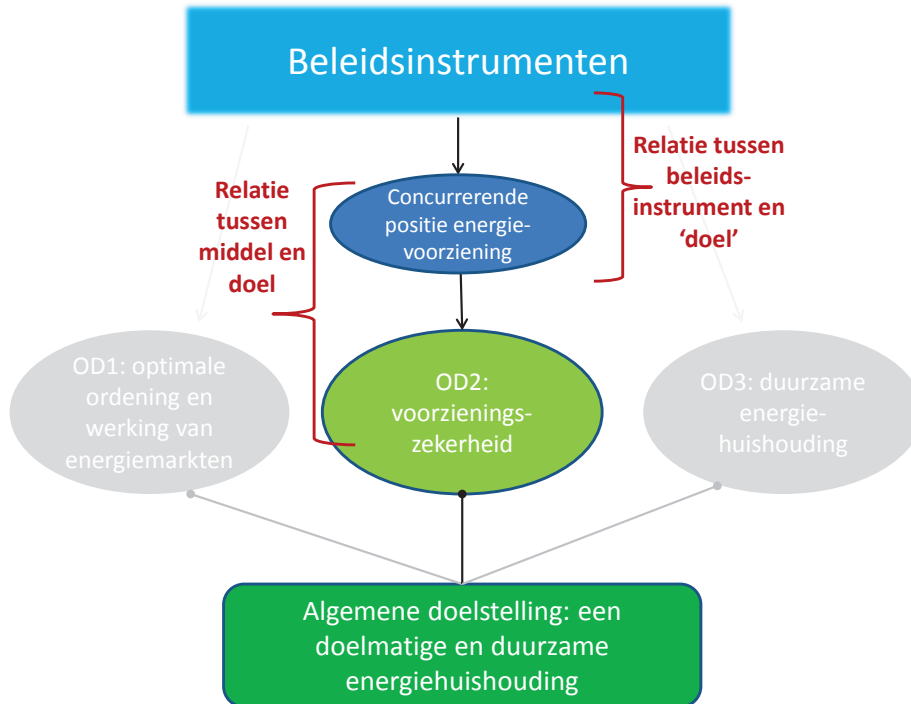 Beleidsinstrumenten
Relatie tussen
beleids-
instrument en
‘doel’
Relatie
tussen
middel en
doel
Concurrerende
positie energie-
voorziening
OD1: optimale
ordening en
werking van
energiemarkten
OD2:
voorzienings-
zekerheid
OD3: duurzame
energie-
huishouding
Algemene doelstelling: een
doelmatige en duurzame
energiehuishouding